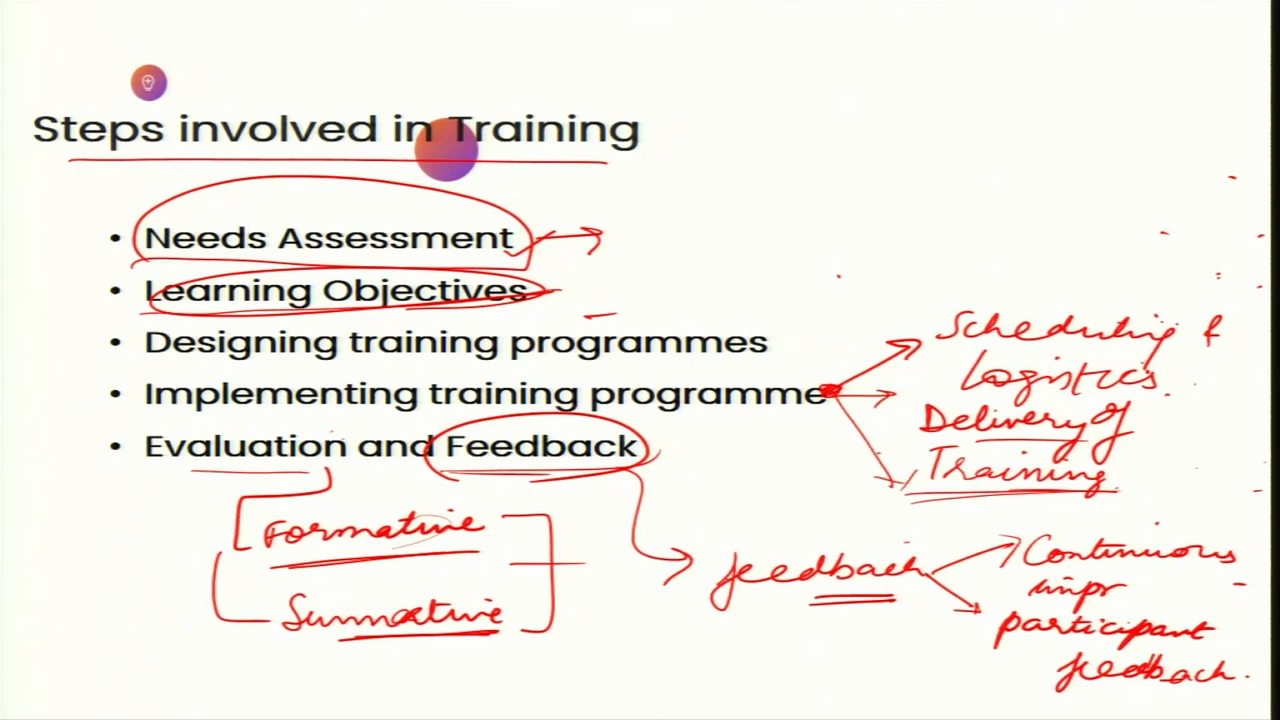 Steps involved in Training
• Needs Assessment
• Learning Objectives
• Designing training programmes
• Implementing training programme
• Evaluation and Feedback
Scheduling &
Logistics
Delivery of
Training
Formative
Summative
feedback
Continuous
impr
participant
feedback.